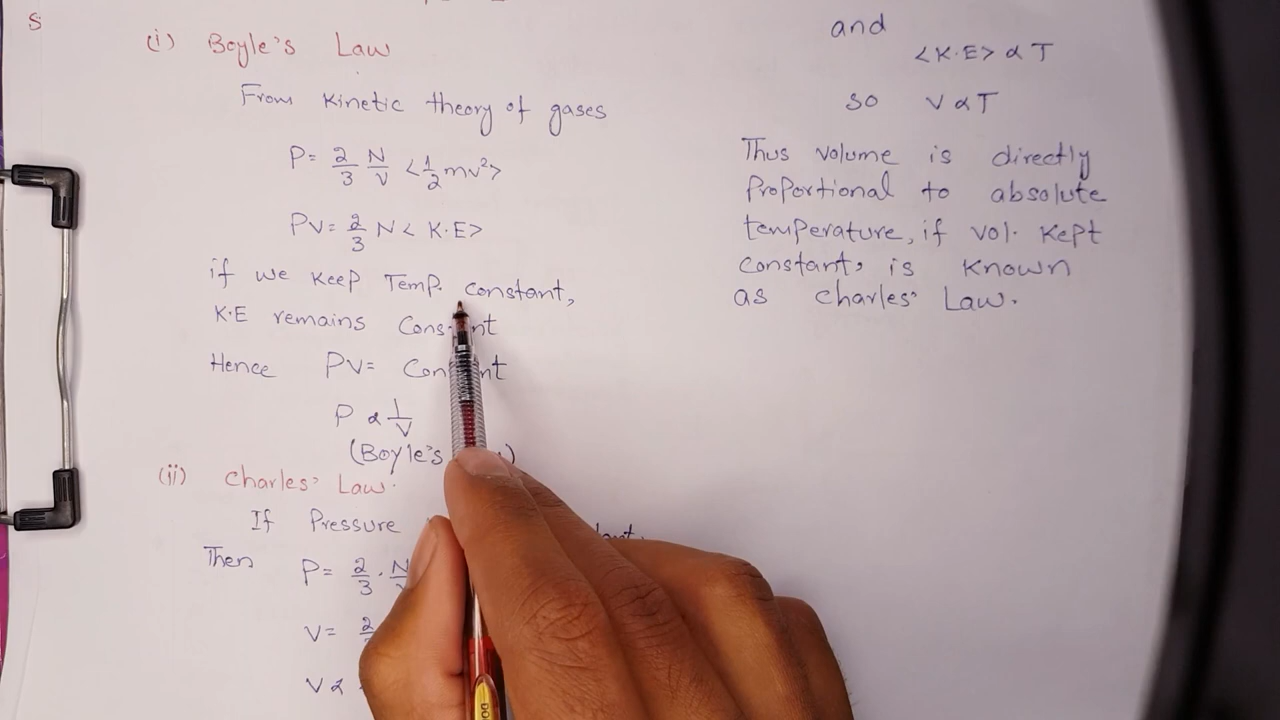 S
(i) Boyle's Law
From kinetic theory of gases
P= 2/3 N/V <1/2 mv²>
PV= 2/3 N< K.E>
if we keep Temp. constant,
K.E remains
Hence PV=
P α 1/V
(Boyle's
(ii) Charles' Law.
If Pressure
Then P= 2/3 . N/
V= 2/
V α
and
<K.E> α T
so V α T
Thus volume is directly
proportional to absolute
temperature, if vol. kept
constant, is known
as Charles' Law.
DO